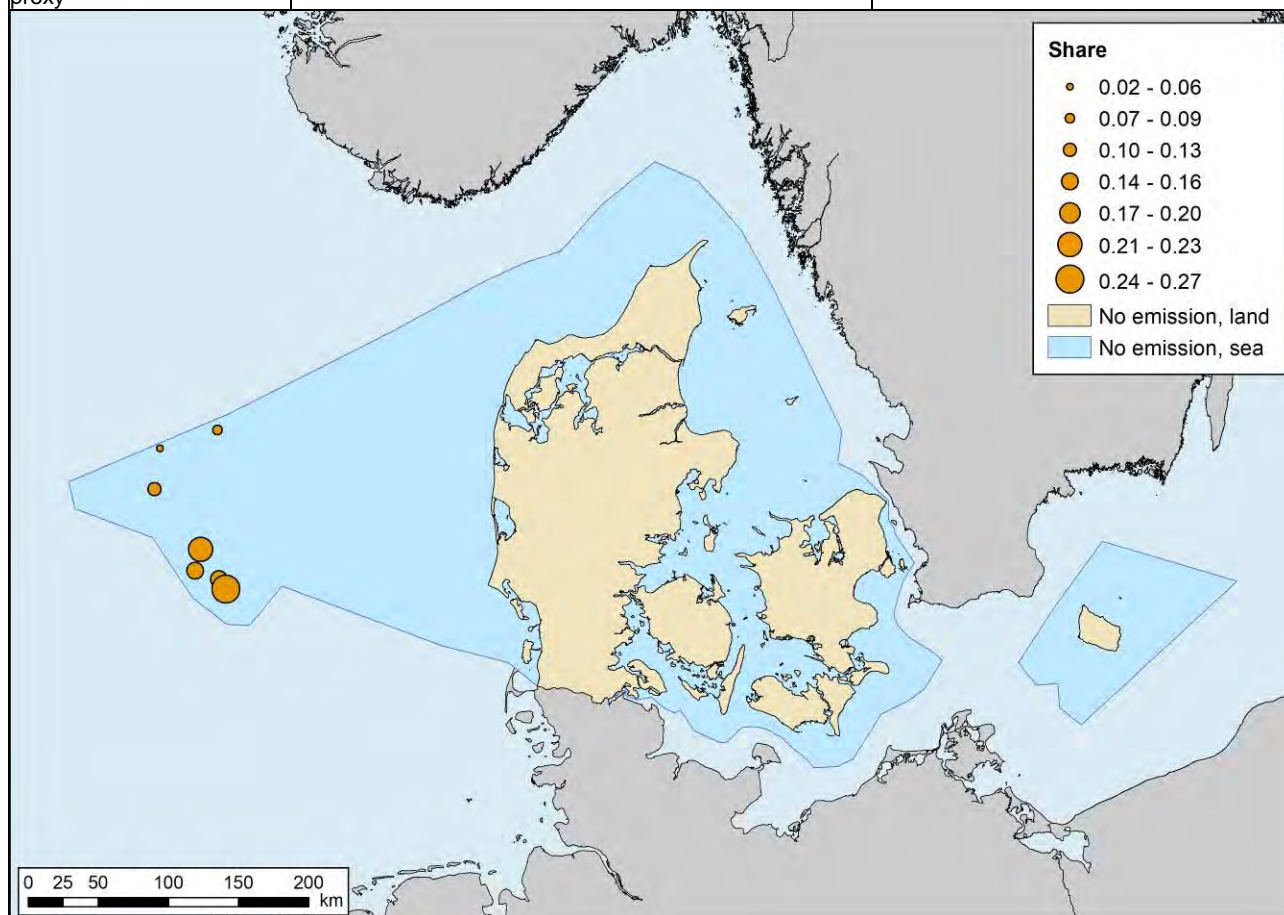 proxy
Share
0.02 - 0.06
0.07 - 0.09
0.10 - 0.13
0.14 - 0.16
0.17 - 0.20
0.21 - 0.23
0.24 - 0.27
No emission, land
No emission, sea
0 25 50 100 150 200
km